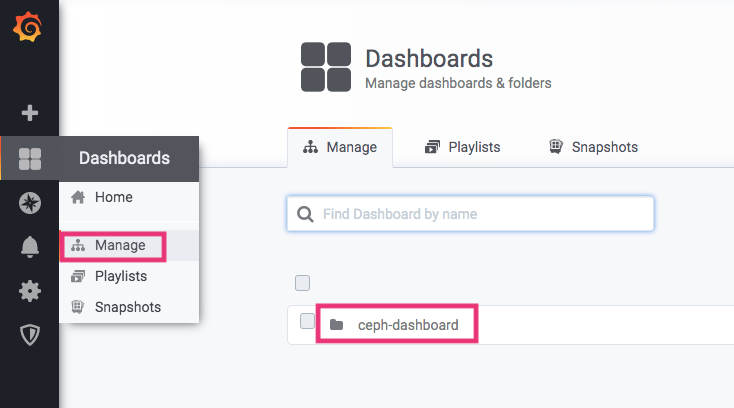 Dashboards
Manage dashboards & folders
Manage
Playlists
Snapshots
Dashboards
Home
Manage
Playlists
Snapshots
Find Dashboard by name
ceph-dashboard